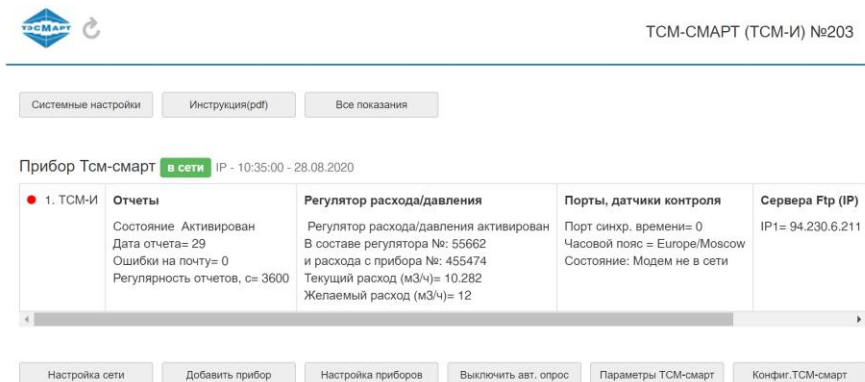 ТЭСМАРТ
ТСМ-СМАРТ (ТСМ-И) №203
Системные настройки
Инструкция(pdf)
Все показания
Прибор Тсм-смарт в сети IP - 10:35:00 - 28.08.2020
1. ТСМ-И
Отчеты
Состояние Активирован
Дата отчета= 29
Ошибки на почту= 0
Регулярность отчетов, с= 3600
Регулятор расхода/давления
Регулятор расхода/давления активирован
В составе регулятора №: 55662
и расхода с прибора №: 455474
Текущий расход (м3/ч)= 10.282
Желаемый расход (м3/ч)= 12
Порты, датчики контроля
Порт синхр. времени= 0
Часовой пояс = Europe/Moscow
Состояние: Модем не в сети
Сервера Ftp (IP)
IP1= 94.230.6.211
Настройка сети
Добавить прибор
Настройка приборов
Выключить авт. опрос
Параметры ТСМ-смарт
Конфиг.ТСМ-смарт